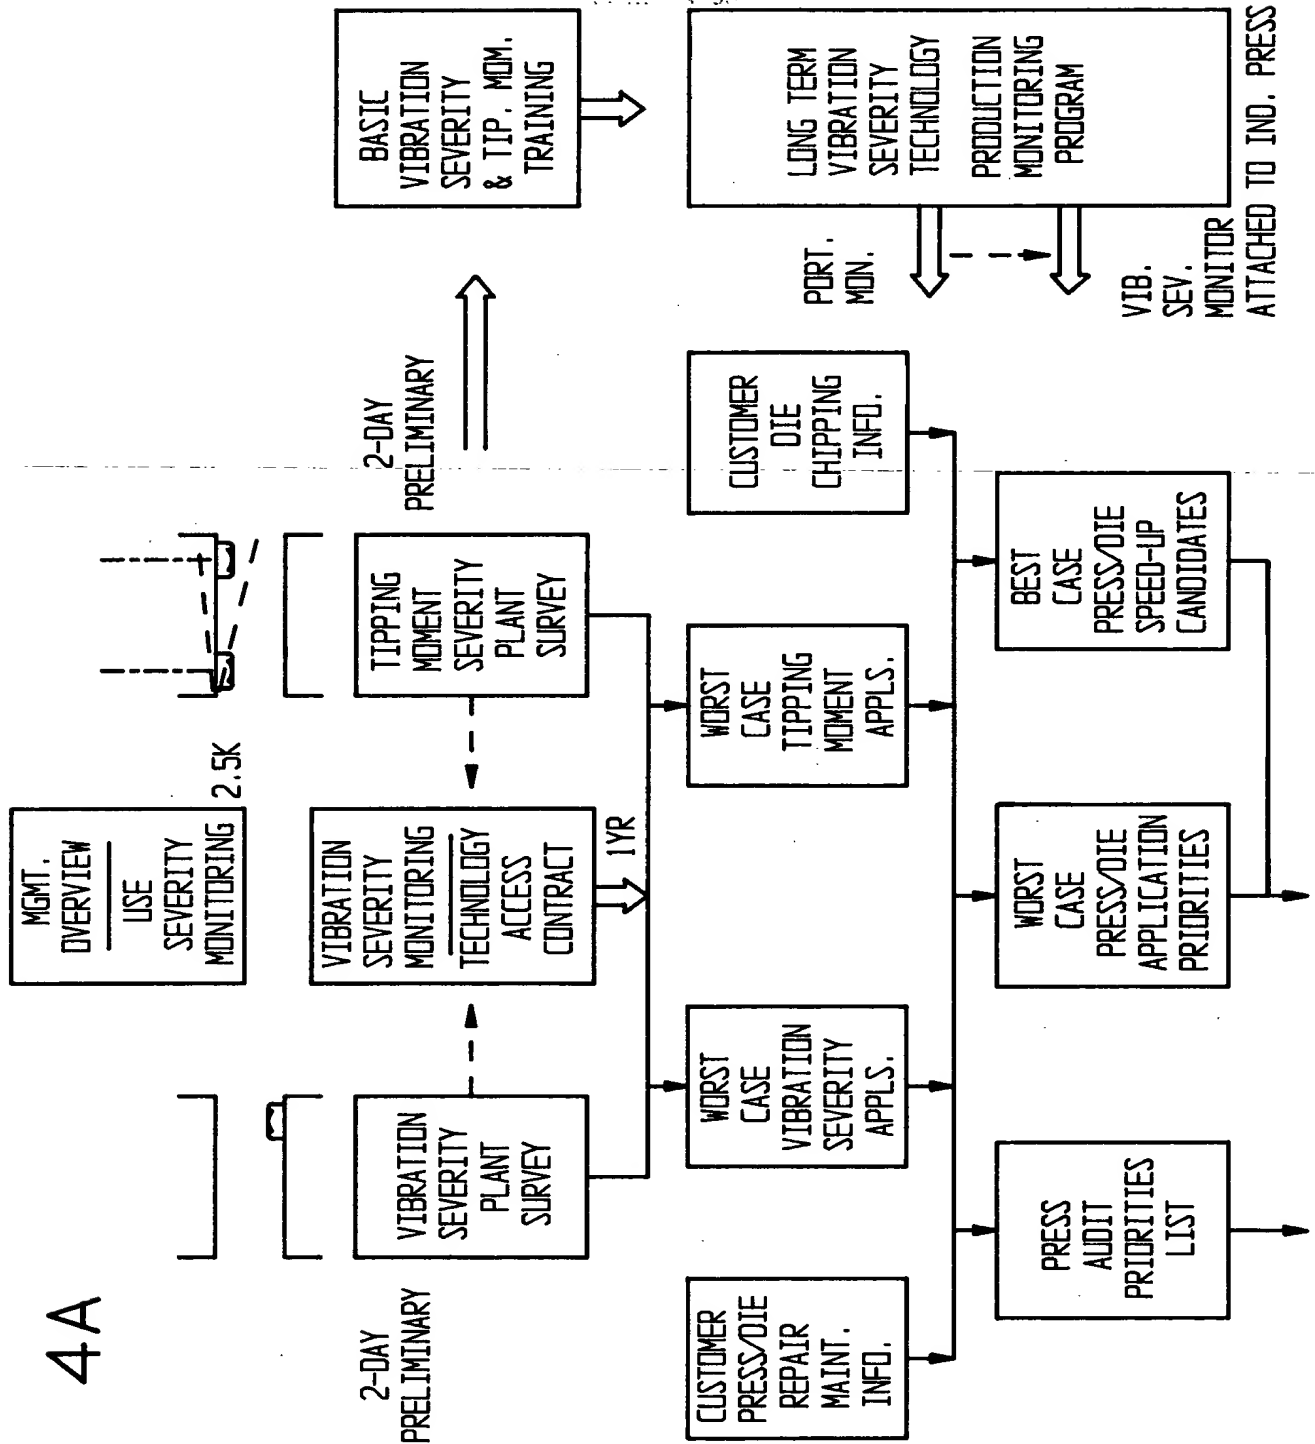 4A
MGMT.
OVERVIEW
USE
SEVERITY
MONITORING
2.5K
2-DAY
PRELIMINARY
VIBRATION
SEVERITY
PLANT
SURVEY
VIBRATION
SEVERITY
MONITORING
TECHNOLOGY
ACCESS
CONTRACT
1YR
TIPPING
MOMENT
SEVERITY
PLANT
SURVEY
2-DAY
PRELIMINARY
BASIC
VIBRATION
SEVERITY
& TIP. MOM.
TRAINING
CUSTOMER
PRESS/DIE
REPAIR
MAINT.
INFO.
WORST
CASE
VIBRATION
SEVERITY
APPLS.
WORST
CASE
TIPPING
MOMENT
APPLS.
CUSTOMER
DIE
CHIPPING
INFO.
PORT.
MON.
LONG TERM
VIBRATION
SEVERITY
TECHNOLOGY
PRODUCTION
MONITORING
PROGRAM
VIB.
SEV.
MONITOR
ATTACHED TO IND. PRESS
PRESS
AUDIT
PRIORITIES
LIST
WORST
CASE
PRESS/DIE
APPLICATION
PRIORITIES
BEST
CASE
PRESS/DIE
SPEED-UP
CANDIDATES